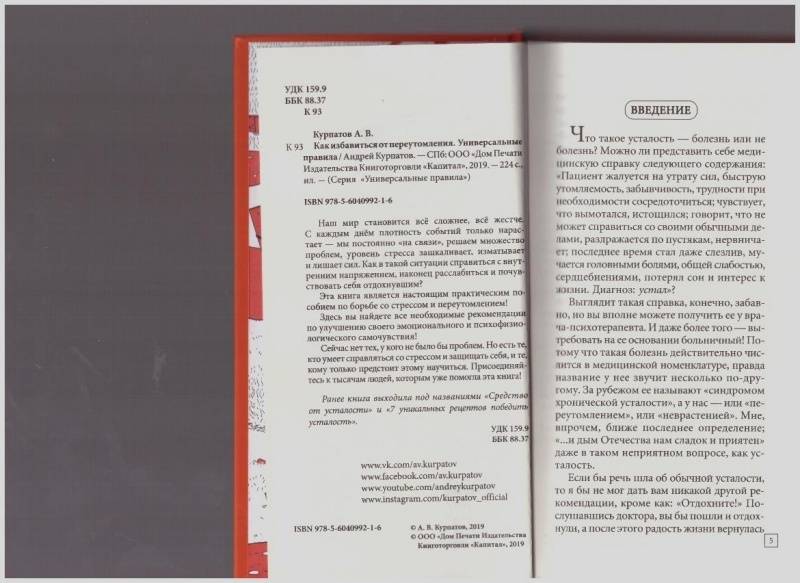 УДК 159.9
ББК 88.37
К 93
Курпатов А. В.
К 93 Как избавиться от переутомления. Универсальные
правила / Андрей Курпатов. — СПб: ООО «Дом Печати
Издательства Книготорговли «Капитал», 2019. — 224 с.,
ил. — (Серия «Универсальные правила»)
ISBN 978-5-6040992-1-6
Наш мир становится всё сложнее, всё жестче.
С каждым днём плотность событий только нарас-
тает — мы постоянно «на связи», решаем множество
проблем, уровень стресса зашкаливает, изматывает
и лишает сил. Как в такой ситуации справиться с внут-
ренним напряжением, наконец расслабиться и почув-
ствовать себя отдохнувшим?
Эта книга является настоящим практическим по-
собием по борьбе со стрессом и переутомлением!
Здесь вы найдете все необходимые рекомендации
по улучшению своего эмоционального и психофизио-
логического самочувствия!
Сейчас нет тех, у кого не было бы проблем. Но есть те,
кто умеет справляться со стрессом и защищать себя, и те,
кому только предстоит этому научиться. Присоединяй-
тесь к тысячам людей, которым уже помогла эта книга!
Ранее книга выходила под названиями «Средство
от усталости» и «7 уникальных рецептов победить
усталость».
УДК 159.9
ББК 88.37
www.vk.com/av.kurpatov
www.facebook.com/av.kurpatov
www.youtube.com/andreykurpatov
www.instagram.com/kurpatov_official
ISBN 978-5-6040992-1-6
© А. В. Курпатов, 2019
© ООО «Дом Печати Издательства
Книготорговли «Капитал», 2019
ВВЕДЕНИЕ
Что такое усталость — болезнь или не
болезнь? Можно ли представить себе меди-
цинскую справку следующего содержания:
«Пациент жалуется на утрату сил, быструю
утомляемость, забывчивость, трудности при
необходимости сосредоточиться; чувствует,
что вымотался, истощился; говорит, что не
может справиться со своими обычными де-
лами, раздражается по пустякам, нервнича-
ет; последнее время стал даже слезлив, му-
чается головными болями, общей слабостью,
сердцебиениями, потерял сон и интерес к
жизни. Диагноз: устал»?
Выглядит такая справка, конечно, забав-
но, но вы вполне можете получить ее у вра-
ча-психотерапевта. И даже более того — вы-
требовать на ее основании больничный! По-
тому что такая болезнь действительно чис-
лится в медицинской номенклатуре, правда
название у нее звучит несколько по-дру-
гому. За рубежом ее называют «синдромом
хронической усталости», а у нас — или «пе-
реутомлением», или «неврастенией». Мне,
впрочем, ближе последнее определение;
«...и дым Отечества нам сладок и приятен»
даже в таком неприятном вопросе, как ус-
талость.
Если бы речь шла об обычной усталости,
то я бы не мог дать вам никакой другой ре-
комендации, кроме как: «Отдохните!» По-
слушавшись доктора, вы бы пошли и отдох-
нули, а после этого радость жизни вернулась
5